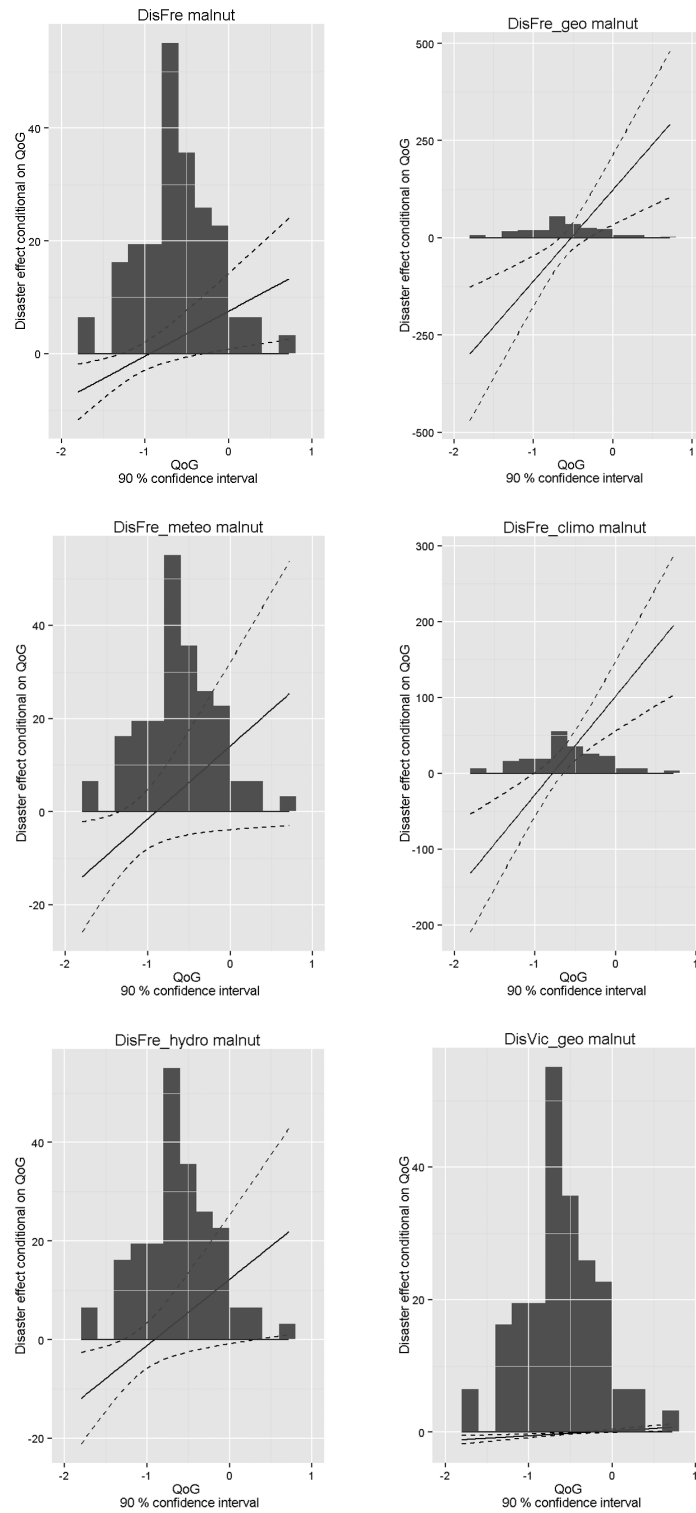 DisFre malnut
Disaster effect conditional on QoG
40
20
0
-2 -1 0 1
QoG
90 % confidence interval
DisFre_geo malnut
Disaster effect conditional on QoG
500
250
0
-250
-500
-2 -1 0 1
QoG
90 % confidence interval
DisFre_meteo malnut
Disaster effect conditional on QoG
40
20
0
-20
-2 -1 0 1
QoG
90 % confidence interval
DisFre_climo malnut
Disaster effect conditional on QoG
300
200
100
0
-100
-200
-2 -1 0 1
QoG
90 % confidence interval
DisFre_hydro malnut
Disaster effect conditional on QoG
40
20
0
-20
-2 -1 0 1
QoG
90 % confidence interval
DisVic_geo malnut
Disaster effect conditional on QoG
40
20
0
-2 -1 0 1
QoG
90 % confidence interval